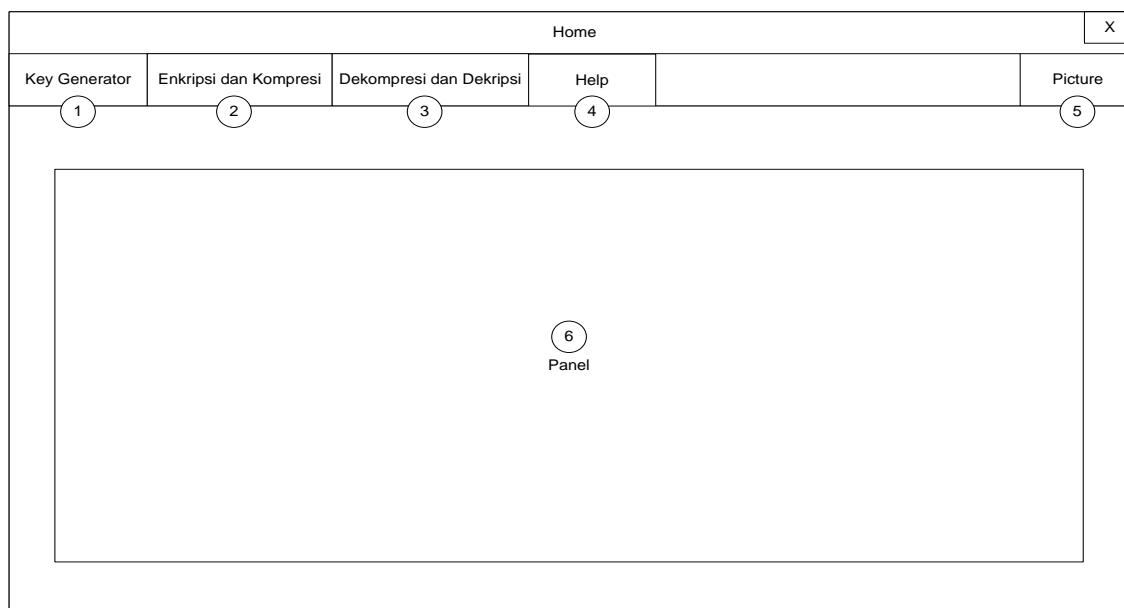 Home
X
Key Generator
Enkripsi dan Kompresi
Dekompresi dan Dekripsi
Help
Picture
1
2
3
4
5
6
Panel